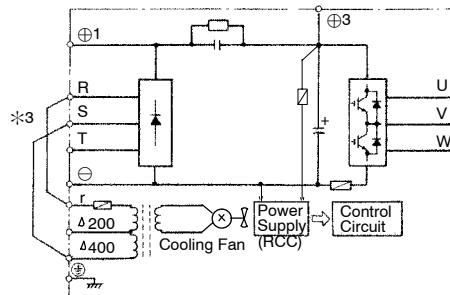 ⊕1
⊕3
R
S
T
✳3
⊖
r
Δ200
Δ400
U
V
W
+
Cooling Fan
Power
Supply
(RCC)
Control
Circuit